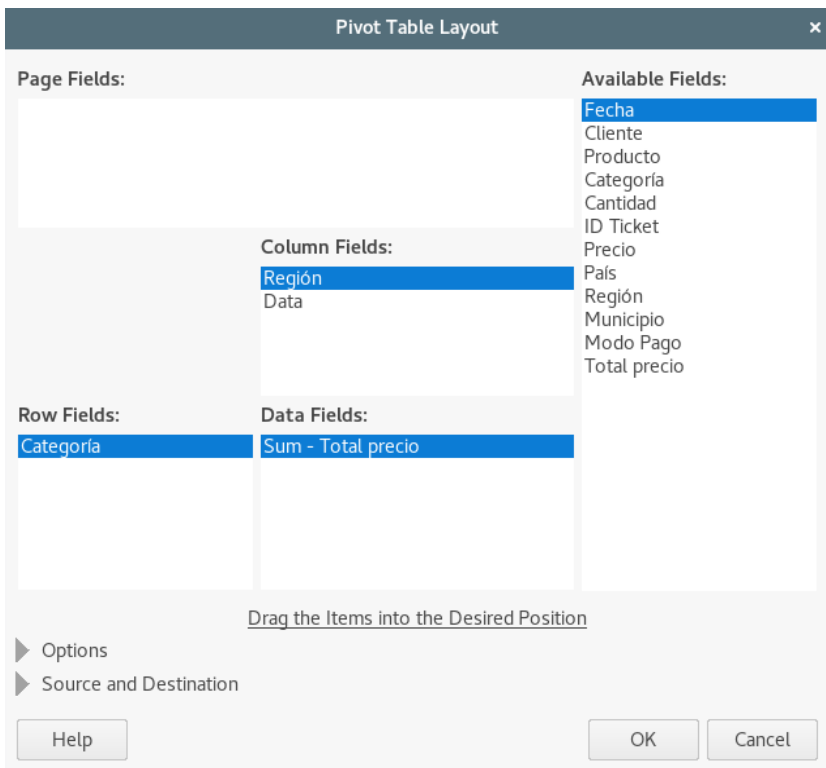 Pivot Table Layout ×
Page Fields:
Available Fields:
Fecha
Cliente
Producto
Categoría
Cantidad
ID Ticket
Precio
País
Región
Municipio
Modo Pago
Total precio
Column Fields:
Región
Data
Row Fields:
Categoría
Data Fields:
Sum - Total precio
Drag the Items into the Desired Position
Options
Source and Destination
Help
OK
Cancel